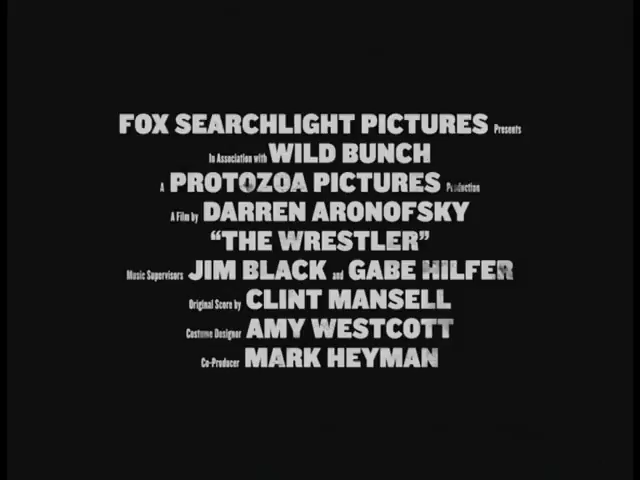 FOX SEARCHLIGHT PICTURES Presents
In Association with WILD BUNCH
A PROTOZOA PICTURES Production
A Film by DARREN ARONOFSKY
“THE WRESTLER”
Music Supervisors JIM BLACK and GABE HILFER
Original Score by CLINT MANSELL
Costume Designer AMY WESTCOTT
Co-Producer MARK HEYMAN